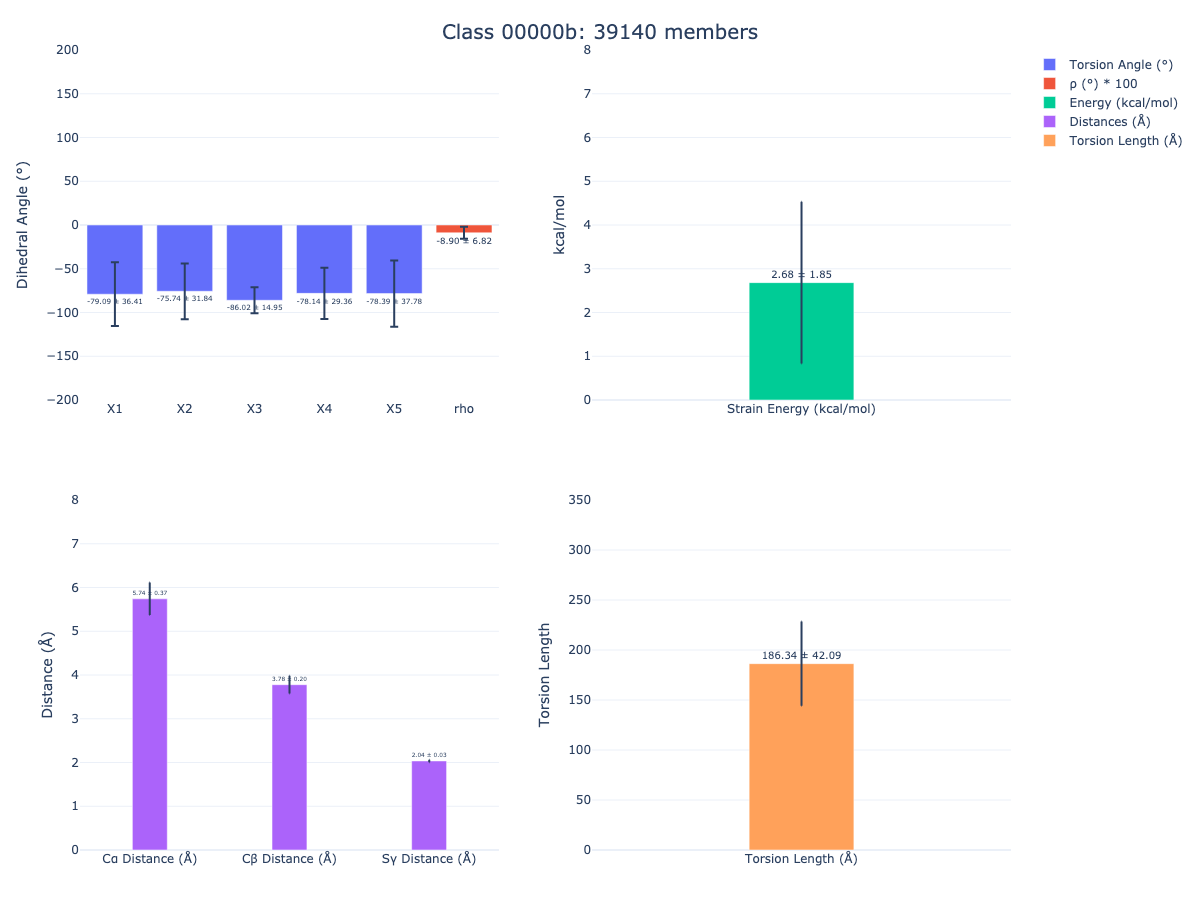 Class 00000b: 39140 members
200
150
100
50
0
−50
−100
−150
−200
Dihedral Angle (°)
-79.09 ± 36.41
-75.74 ± 31.84
-86.02 ± 14.95
-78.14 ± 29.36
-78.39 ± 37.78
-8.90 ± 6.82
X1
X2
X3
X4
X5
rho
8
7
6
5
4
3
2
1
0
kcal/mol
2.68 ± 1.85
Strain Energy (kcal/mol)
Torsion Angle (°)
ρ (°) * 100
Energy (kcal/mol)
Distances (Å)
Torsion Length (Å)
8
7
6
5
4
3
2
1
0
Distance (Å)
5.74 ± 0.37
3.78 ± 0.20
2.04 ± 0.03
Cα Distance (Å)
Cβ Distance (Å)
Sγ Distance (Å)
350
300
250
200
150
100
50
0
Torsion Length
186.34 ± 42.09
Torsion Length (Å)